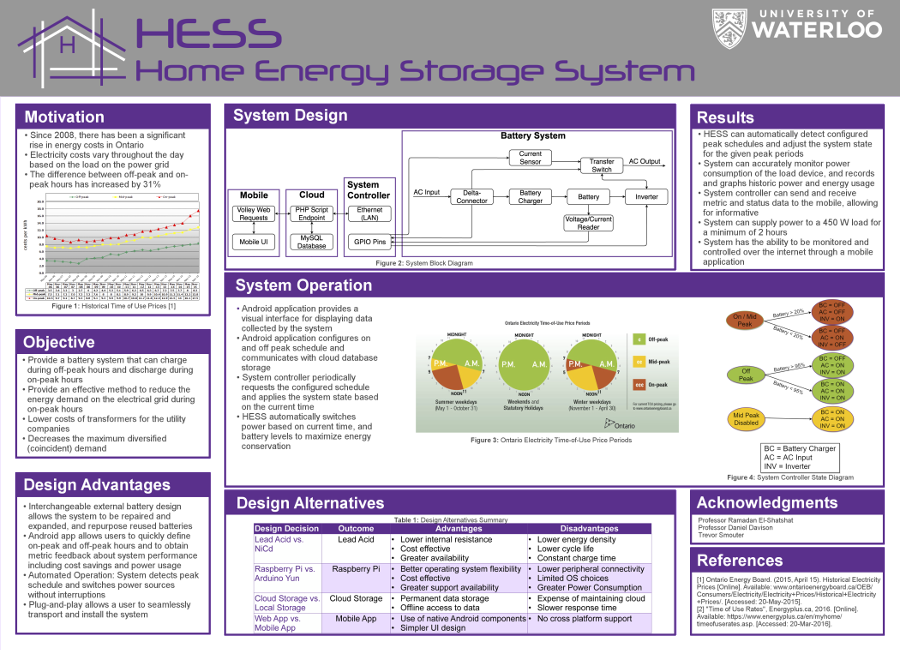 H
HESS
Home Energy Storage System
UNIVERSITY OF
WATERLOO
Motivation
• Since 2008, there has been a significant
rise in energy costs in Ontario
• Electricity costs vary throughout the day
based on the load on the power grid
• The difference between off-peak and on-
peak hours has increased by 31%
Figure 1: Historical Time of Use Prices [1]
Objective
• Provide a battery system that can charge
during off-peak hours and discharge during
on-peak hours
• Provide an effective method to reduce the
energy demand on the electrical grid during
on-peak hours
• Lower costs of transformers for the utility
companies
• Decreases the maximum diversified
(coincident) demand
Design Advantages
• Interchangeable external battery design
allows the system to be repaired and
expanded, and repurpose reused batteries
• Android app allows users to quickly define
on-peak and off-peak hours and to obtain
metric feedback about system performance
including cost savings and power usage
• Automated Operation: System detects peak
schedule and switches power sources
without interruptions
• Plug-and-play allows a user to seamlessly
transport and install the system
System Design
Battery System
Current
Sensor
Transfer
Switch
AC Output
Mobile
Cloud
System
Controller
AC Input
Volley Web
Requests
PHP Script
Endpoint
Ethernet
(LAN)
Delta-
Connector
Battery
Charger
Battery
Inverter
Mobile UI
MySQL
Database
GPIO Pins
Voltage/Current
Reader
Figure 2: System Block Diagram
System Operation
• Android application provides a
visual interface for displaying data
collected by the system
• Android application configures on
and off peak schedule and
communicates with cloud database
storage
• System controller periodically
requests the configured schedule
and applies the system state based
on the current time
• HESS automatically switches
power based on current time, and
battery levels to maximize energy
conservation
Ontario Electricity Time-of-Use Price Periods
MIDNIGHT
MIDNIGHT
MIDNIGHT
P.M.
A.M.
P.M.
A.M.
P.M.
A.M.
NOON
NOON
NOON
Summer weekdays
(May 1 - October 31)
Weekends and
Statutory Holidays
Winter weekdays
(November 1 - April 30)
Off-peak
Mid-peak
On-peak
Ontario
Figure 3: Ontario Electricity Time-of-Use Price Periods
On / Mid
Peak
Battery > 20%
Battery < 20%
BC = OFF
AC = OFF
INV = ON
BC = OFF
AC = ON
INV = OFF
Off
Peak
BC = OFF
AC = ON
INV = ON
BC = ON
AC = ON
INV = ON
Mid Peak
Disabled
BC = ON
AC = ON
INV = ON
BC = Battery Charger
AC = AC Input
INV = Inverter
Figure 4: System Controller State Diagram
Design Alternatives
Table 1: Design Alternatives Summary
Design Decision Outcome Advantages Disadvantages
Lead Acid vs. Lead Acid • Lower internal resistance • Lower energy density
NiCd • Cost effective • Lower cycle life
• Greater availability • Constant charge time
Raspberry Pi vs. Raspberry Pi • Better operating system flexibility • Lower peripheral connectivity
Arduino Yun • Cost effective • Limited OS choices
• Greater support availability • Greater Power Consumption
Cloud Storage vs. Cloud Storage • Permanent data storage • Expense of maintaining cloud
Local Storage • Offline access to data • Slower response time
Web App vs. Mobile App • Use of native Android components • No cross platform support
Mobile App • Simpler UI design
Results
• HESS can automatically detect configured
peak schedules and adjust the system state
for the given peak periods
• System can accurately monitor power
consumption of the load device, and records
and graphs historic power and energy usage
• System controller can send and receive
metric and status data to the mobile, allowing
for informative
• System can supply power to a 450 W load for
a minimum of 2 hours
• System has the ability to be monitored and
controlled over the internet through a mobile
application
Acknowledgments
Professor Ramadan El-Shatshat
Professor Daniel Davison
Trevor Smouter
References
[1] Ontario Energy Board. (2015, April 15). Historical Electricity
Prices [Online]. Available: www.ontarioenergyboard.ca/OEB/
Consumers/Electricity/Electricity+Prices/Historical+Electricity
+Prices/. [Accessed: 20-May-2015].
[2] "Time of Use Rates", Energyplus.ca, 2016. [Online].
Available: https://www.energyplus.ca/en/myhome/
timeofuserates.asp. [Accessed: 20-Mar-2016].